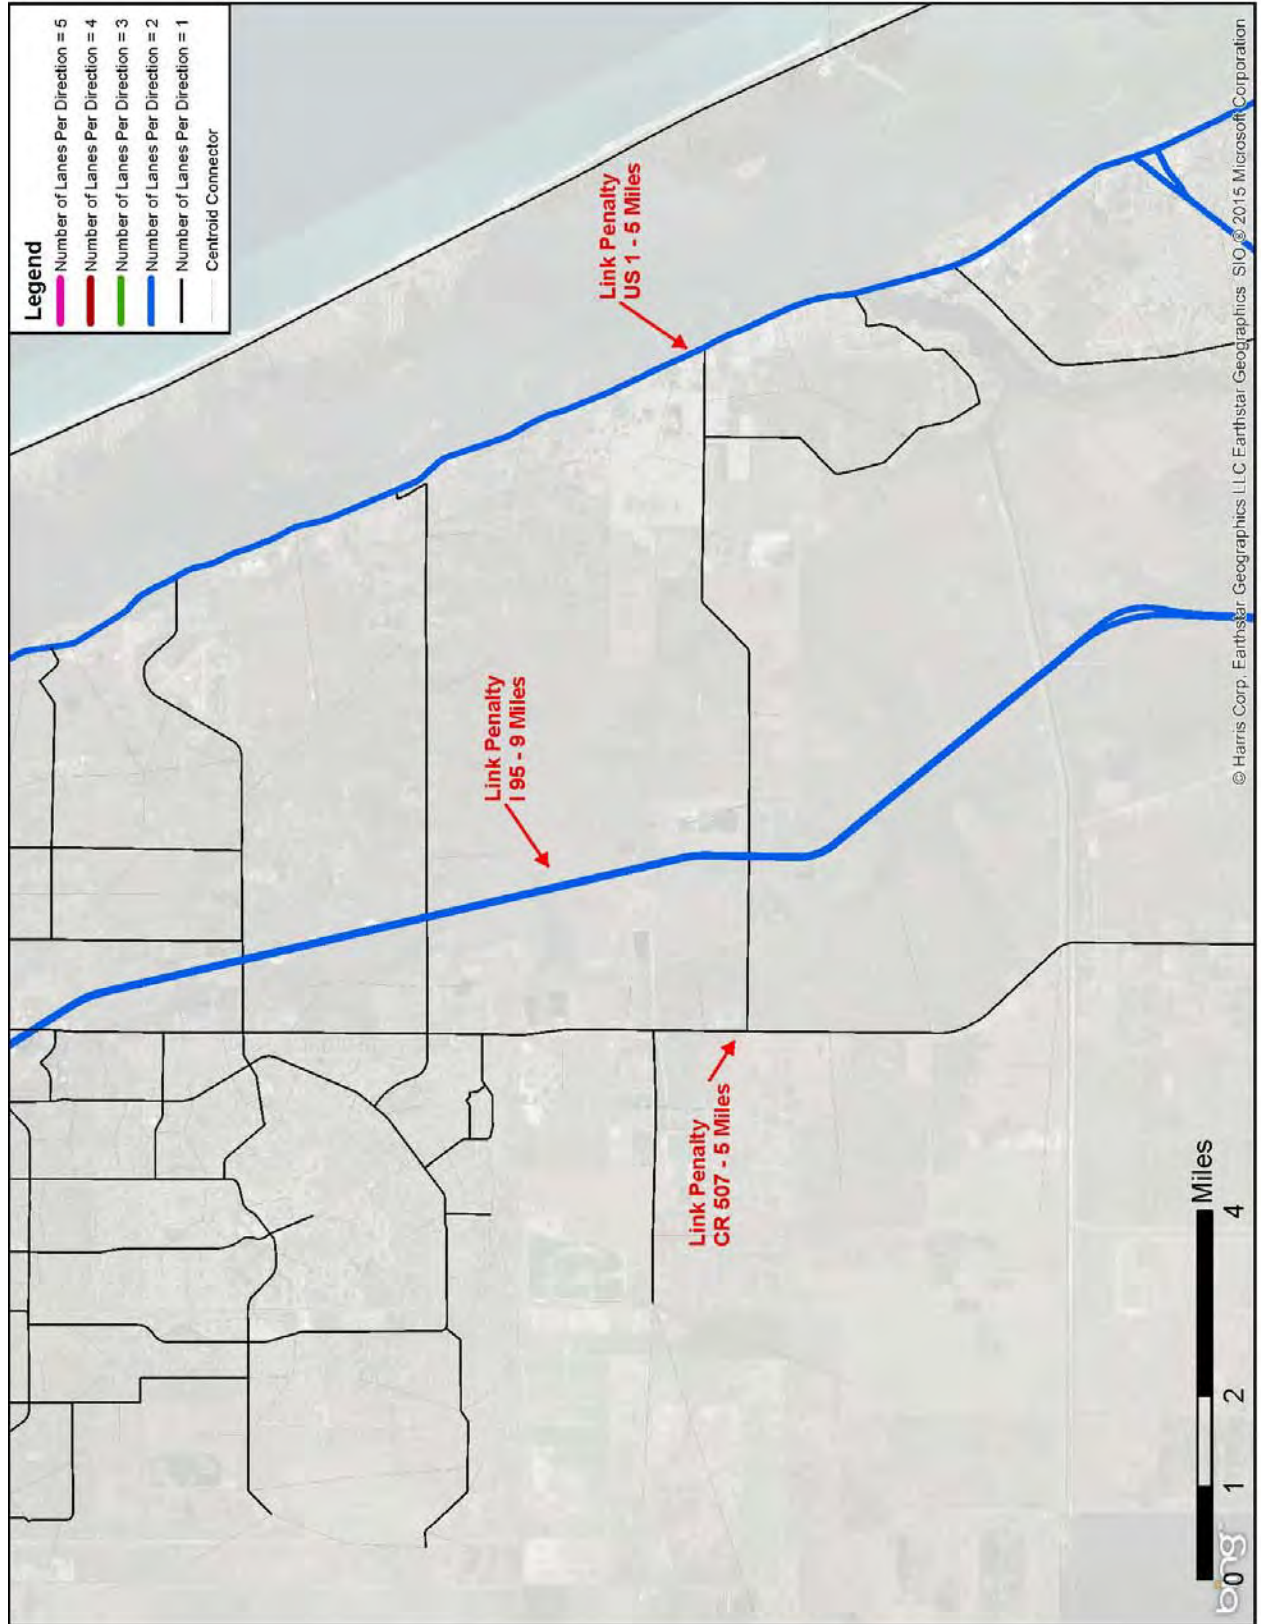 Legend
Number of Lanes Per Direction = 5
Number of Lanes Per Direction = 4
Number of Lanes Per Direction = 3
Number of Lanes Per Direction = 2
Number of Lanes Per Direction = 1
Centroid Connector
Link Penalty
US 1 - 5 Miles
Link Penalty
I 95 - 9 Miles
Link Penalty
CR 507 - 5 Miles
Miles
0 1 2 4
bing
© Harris Corp, Earthstar Geographics LLC Earthstar Geographics SIO © 2015 Microsoft Corporation